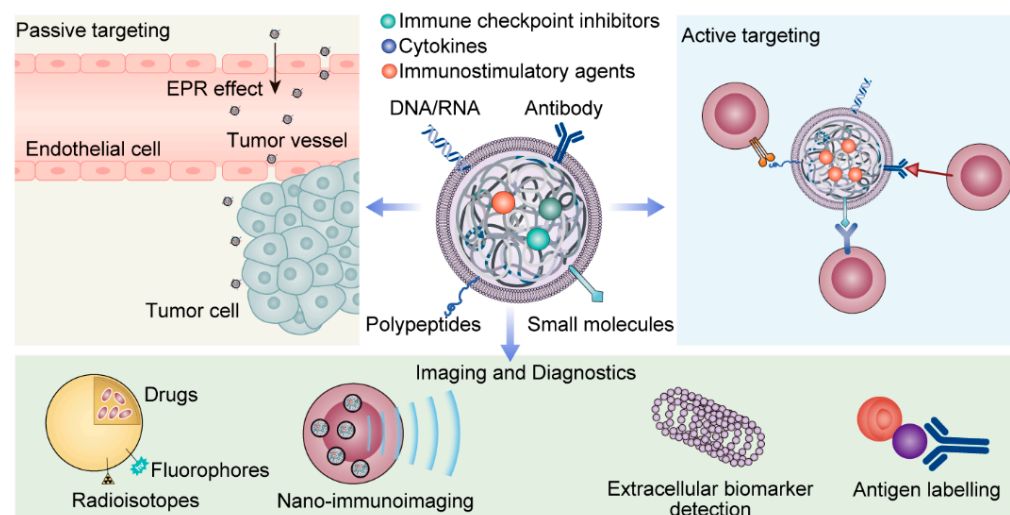 Passive targeting
EPR effect
Tumor vessel
Endothelial cell
Tumor cell
Immune checkpoint inhibitors
Cytokines
Immunostimulatory agents
DNA/RNA
Antibody
Polypeptides
Small molecules
Active targeting
Imaging and Diagnostics
Drugs
Fluorophores
Radioisotopes
Nano-immunoimaging
Extracellular biomarker
detection
Antigen labelling